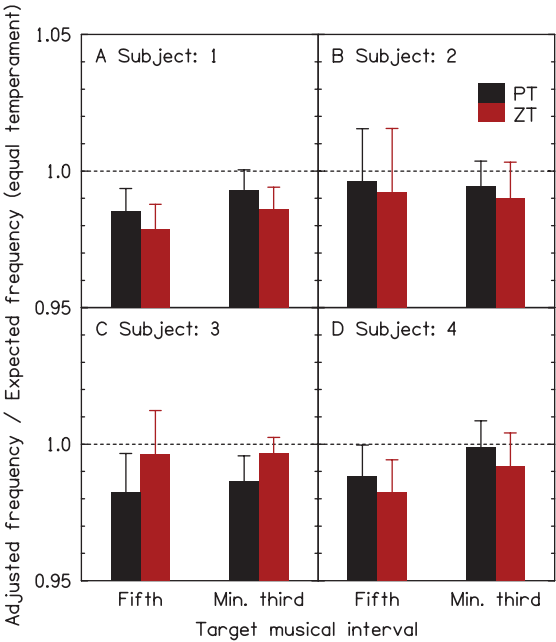 1.05
A Subject: 1
B Subject: 2
PT
ZT
1.0
0.95
C Subject: 3
D Subject: 4
1.0
0.95
Fifth
Min. third
Fifth
Min. third
Target musical interval
Adjusted frequency / Expected frequency (equal temperament)